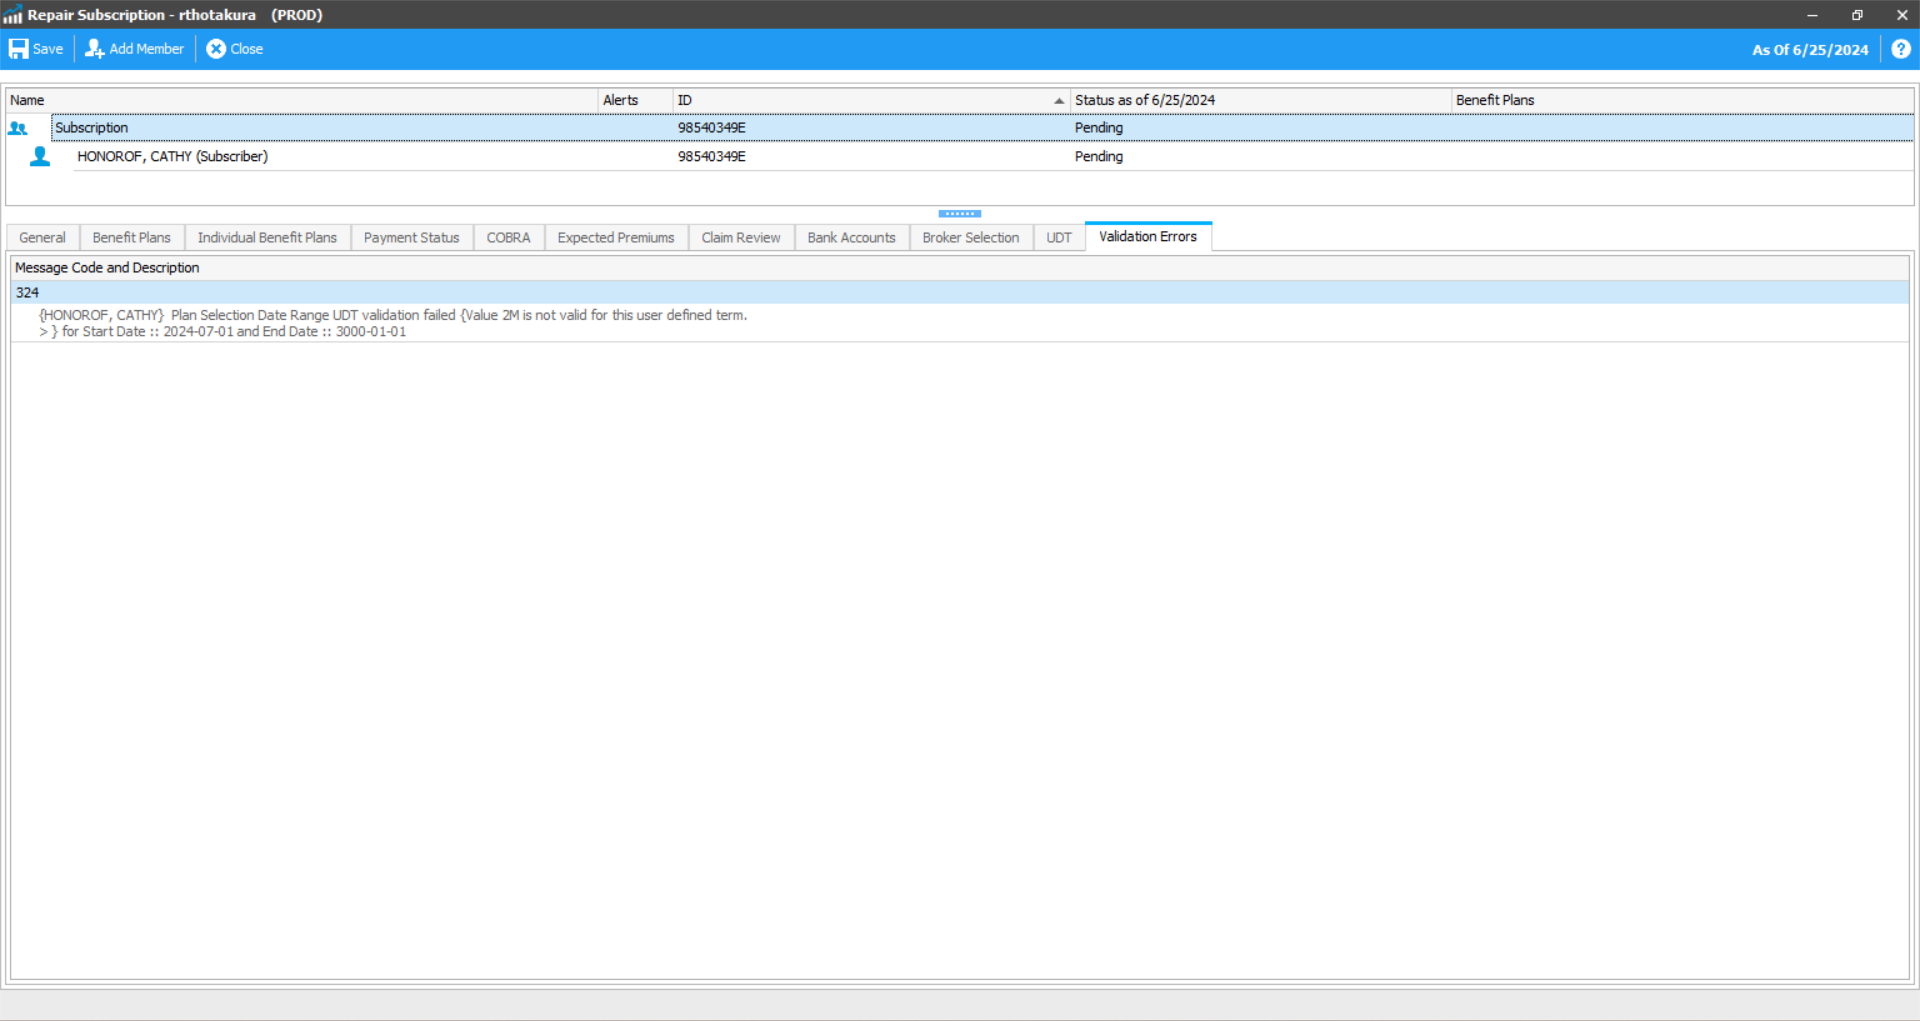 Repair Subscription - rthotakura (PROD)
Save Add Member Close As Of 6/25/2024 ?
Name Alerts ID Status as of 6/25/2024 Benefit Plans
Subscription 98540349E Pending
HONOROF, CATHY (Subscriber) 98540349E Pending
General Benefit Plans Individual Benefit Plans Payment Status COBRA Expected Premiums Claim Review Bank Accounts Broker Selection UDT Validation Errors
Message Code and Description
324
{HONOROF, CATHY} Plan Selection Date Range UDT validation failed {Value 2M is not valid for this user defined term.
> } for Start Date :: 2024-07-01 and End Date :: 3000-01-01